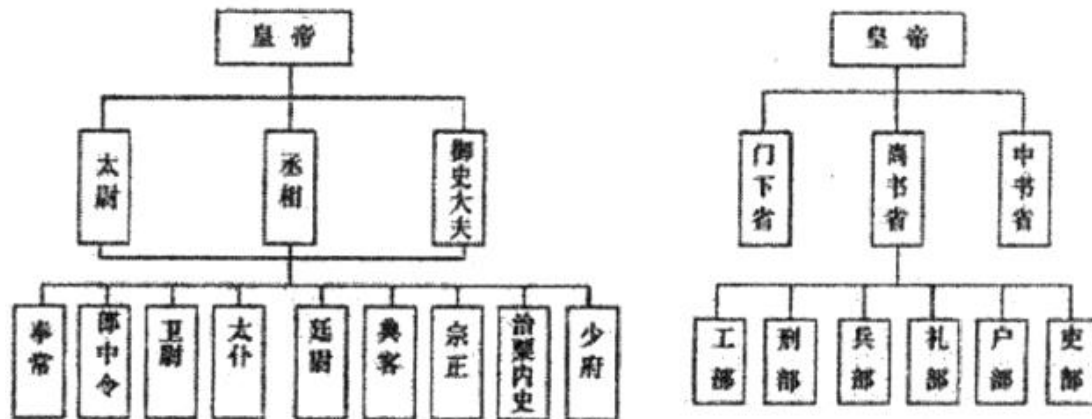 皇帝
太尉
丞相
御史大夫
奉常
郎中令
卫尉
太仆
廷尉
典客
宗正
治粟内史
少府
皇帝
门下省
尚书省
中书省
工部
刑部
兵部
礼部
户部
吏部